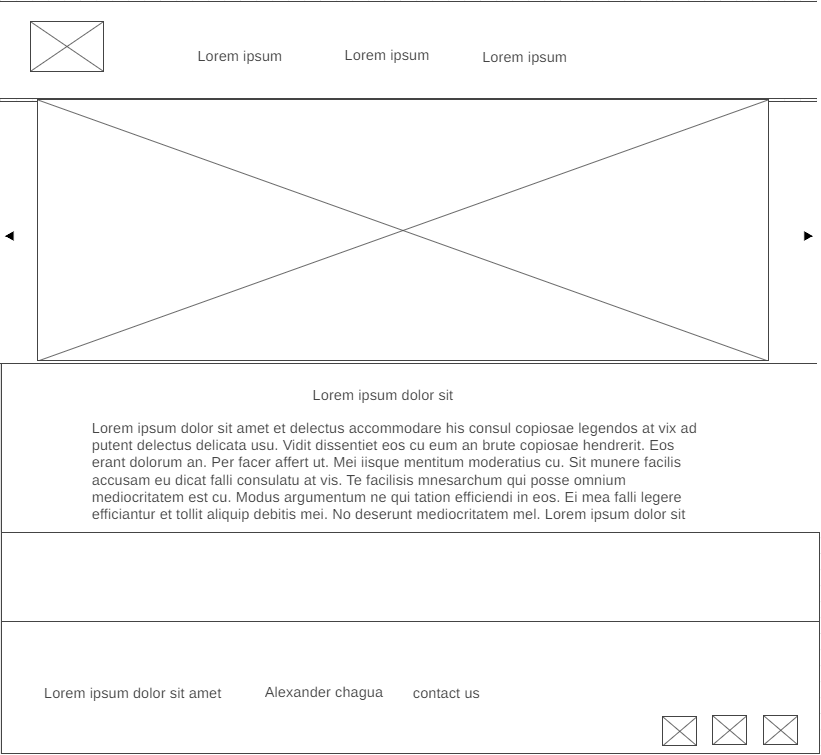 Lorem ipsum
Lorem ipsum
Lorem ipsum
Lorem ipsum dolor sit
Lorem ipsum dolor sit amet et delectus accommodare his consul copiosae legendos at vix ad
putent delectus delicata usu. Vidit dissentiet eos cu eum an brute copiosae hendrerit. Eos
erant dolorum an. Per facer affert ut. Mei iisque mentitum moderatius cu. Sit munere facilis
accusam eu dicat falli consulatu at vis. Te facilisis mnesarchum qui posse omnium
mediocritatem est cu. Modus argumentum ne qui tation efficiendi in eos. Ei mea falli legere
efficiantur et tollit aliquip debitis mei. No deserunt mediocritatem mel. Lorem ipsum dolor sit
Lorem ipsum dolor sit amet
Alexander chagua
contact us